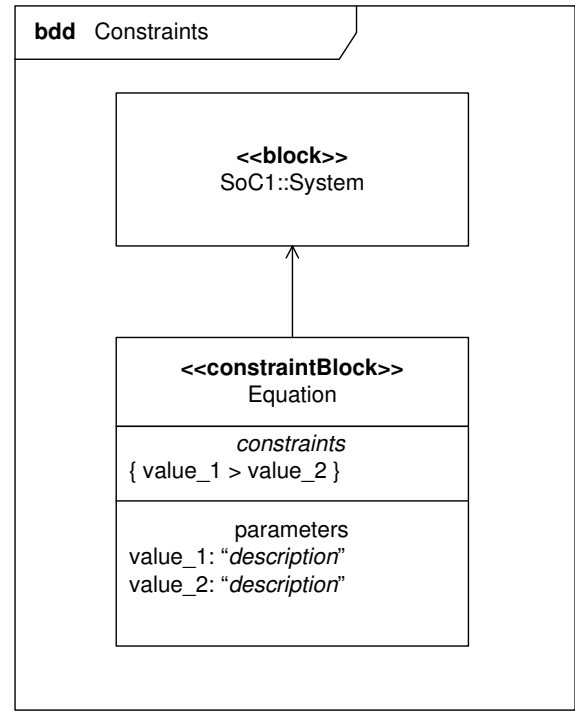 bdd Constraints
<<block>>
SoC1::System
<<constraintBlock>>
Equation
constraints
{ value_1 > value_2 }
parameters
value_1: “description”
value_2: “description”